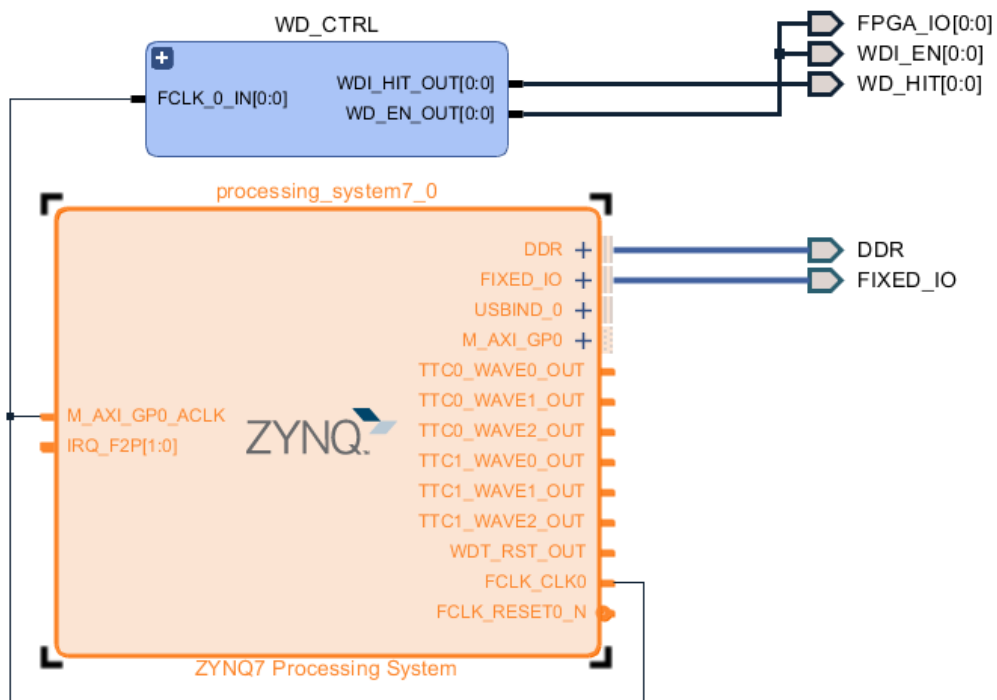 WD_CTRL
FCLK_0_IN[0:0]
WDI_HIT_OUT[0:0]
WD_EN_OUT[0:0]
FPGA_IO[0:0]
WDI_EN[0:0]
WD_HIT[0:0]
processing_system7_0
DDR
FIXED_IO
USBIND_0
M_AXI_GP0
TTC0_WAVE0_OUT
TTC0_WAVE1_OUT
TTC0_WAVE2_OUT
TTC1_WAVE0_OUT
TTC1_WAVE1_OUT
TTC1_WAVE2_OUT
WDT_RST_OUT
FCLK_CLK0
FCLK_RESET0_N
M_AXI_GP0_ACLK
IRQ_F2P[1:0]
ZYNQ
ZYNQ7 Processing System
DDR
FIXED_IO